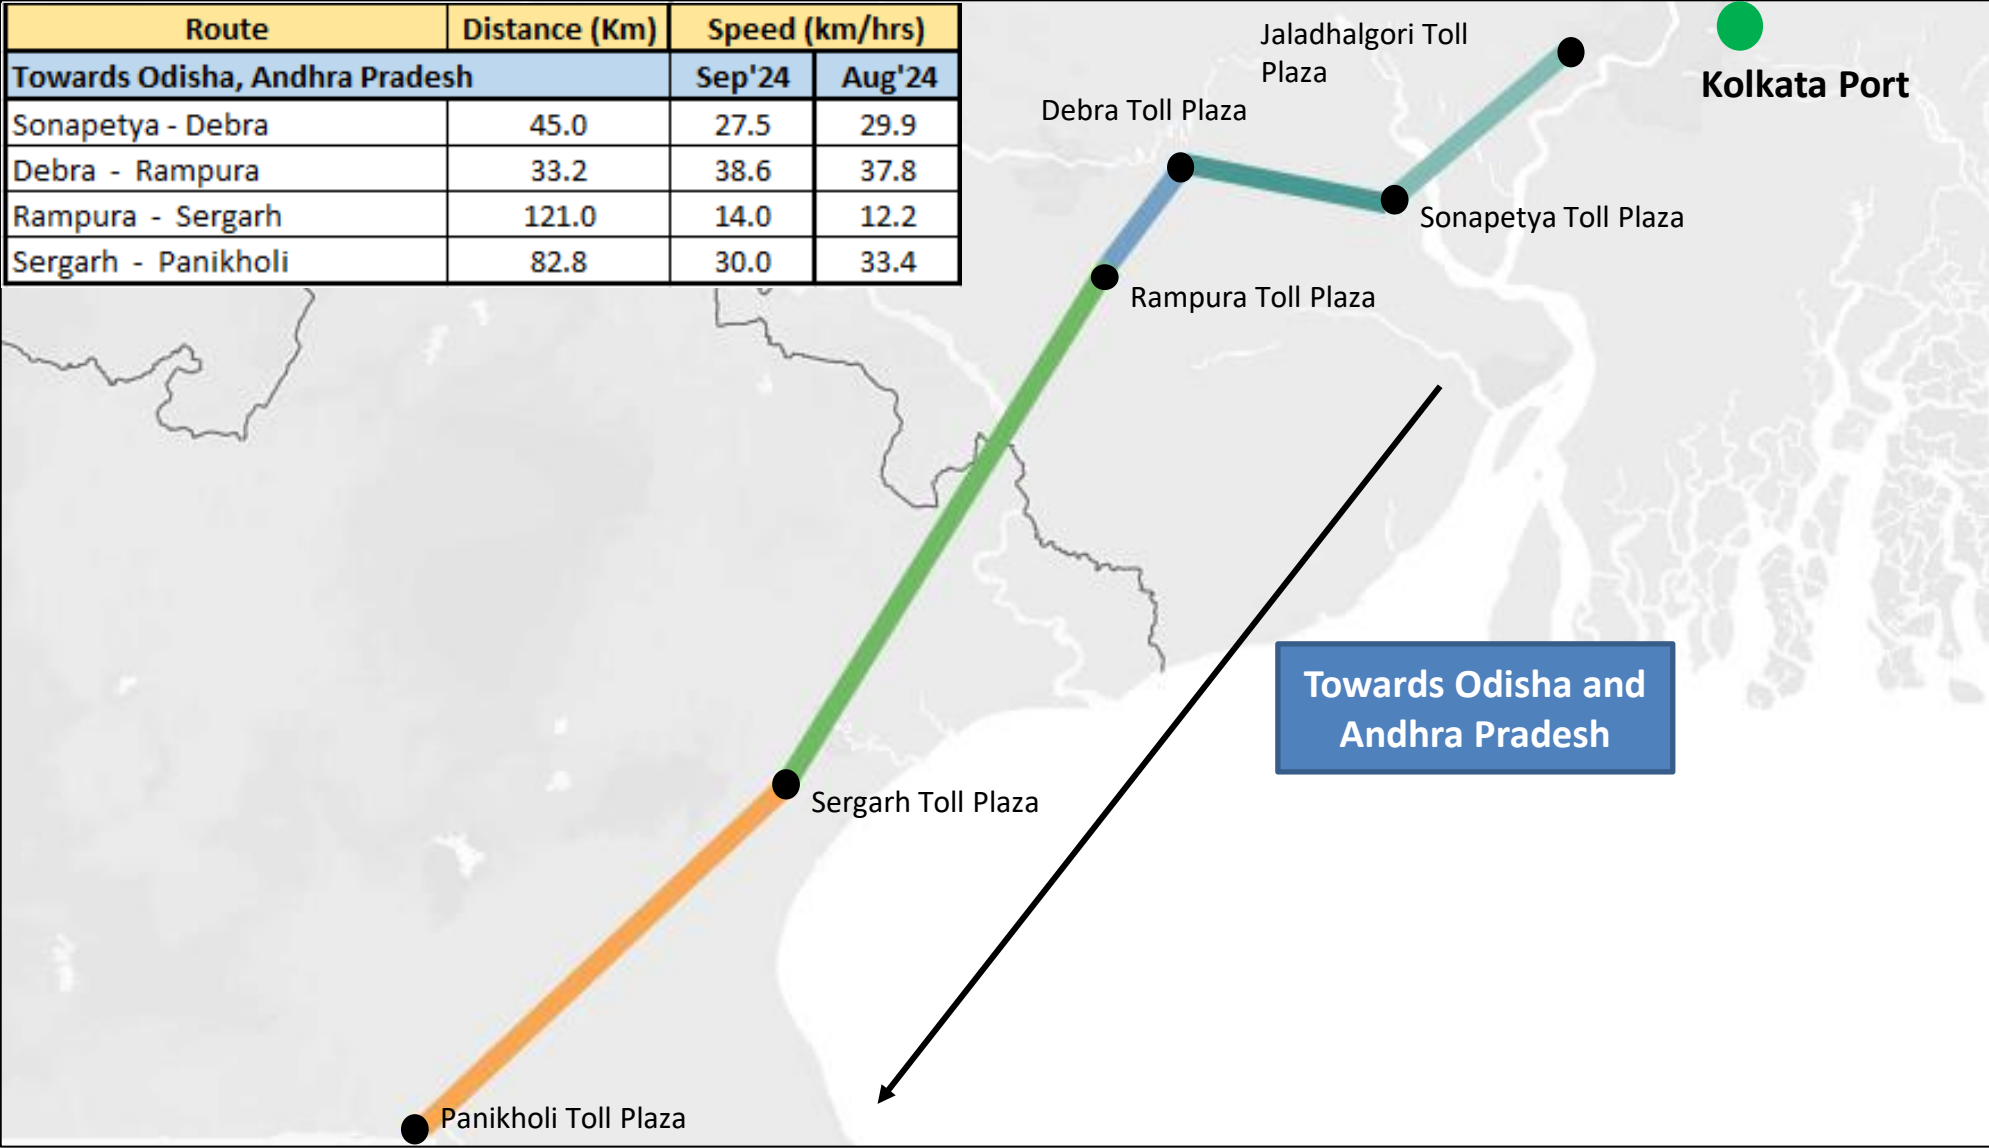 Route Distance (Km) Speed (km/hrs)
Towards Odisha, Andhra Pradesh Sep'24 Aug'24
Sonapetya - Debra 45.0 27.5 29.9
Debra - Rampura 33.2 38.6 37.8
Rampura - Sergarh 121.0 14.0 12.2
Sergarh - Panikholi 82.8 30.0 33.4
Jaladhalgori Toll
Plaza
Kolkata Port
Debra Toll Plaza
Sonapetya Toll Plaza
Rampura Toll Plaza
Towards Odisha and
Andhra Pradesh
Sergarh Toll Plaza
Panikholi Toll Plaza